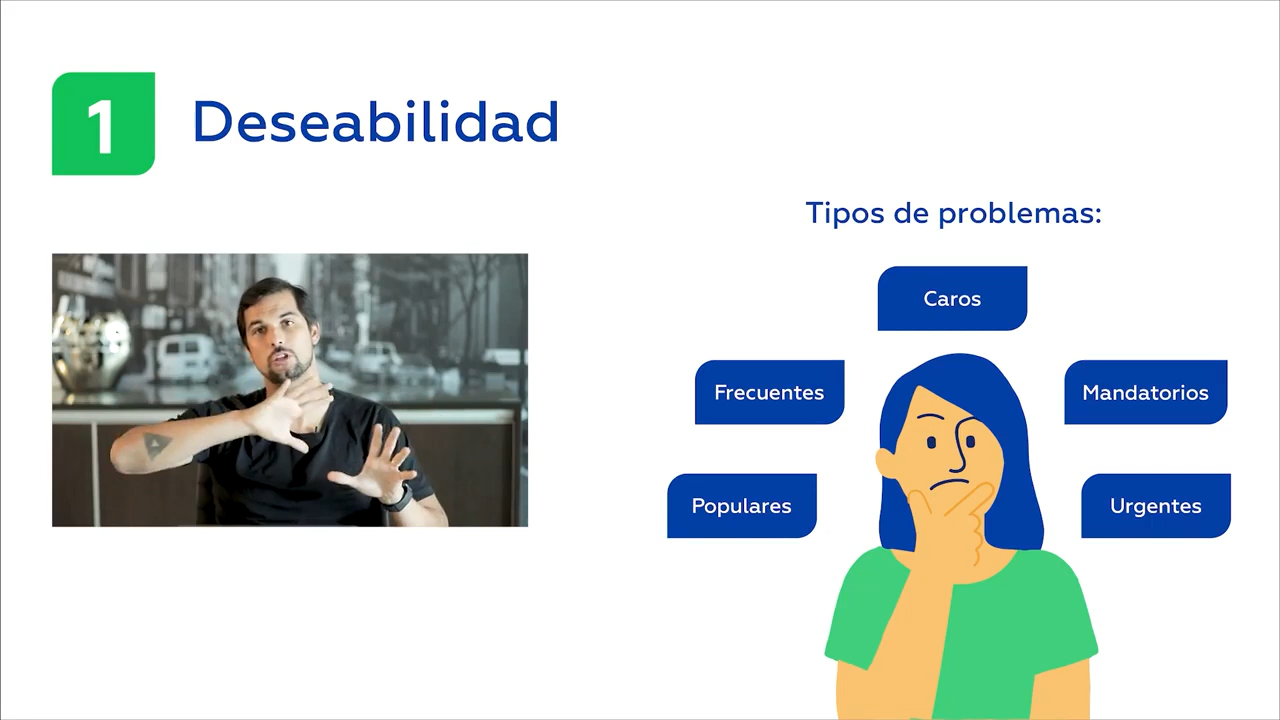 1
Deseabilidad
Tipos de problemas:
Caros
Frecuentes
Mandatorios
Populares
Urgentes